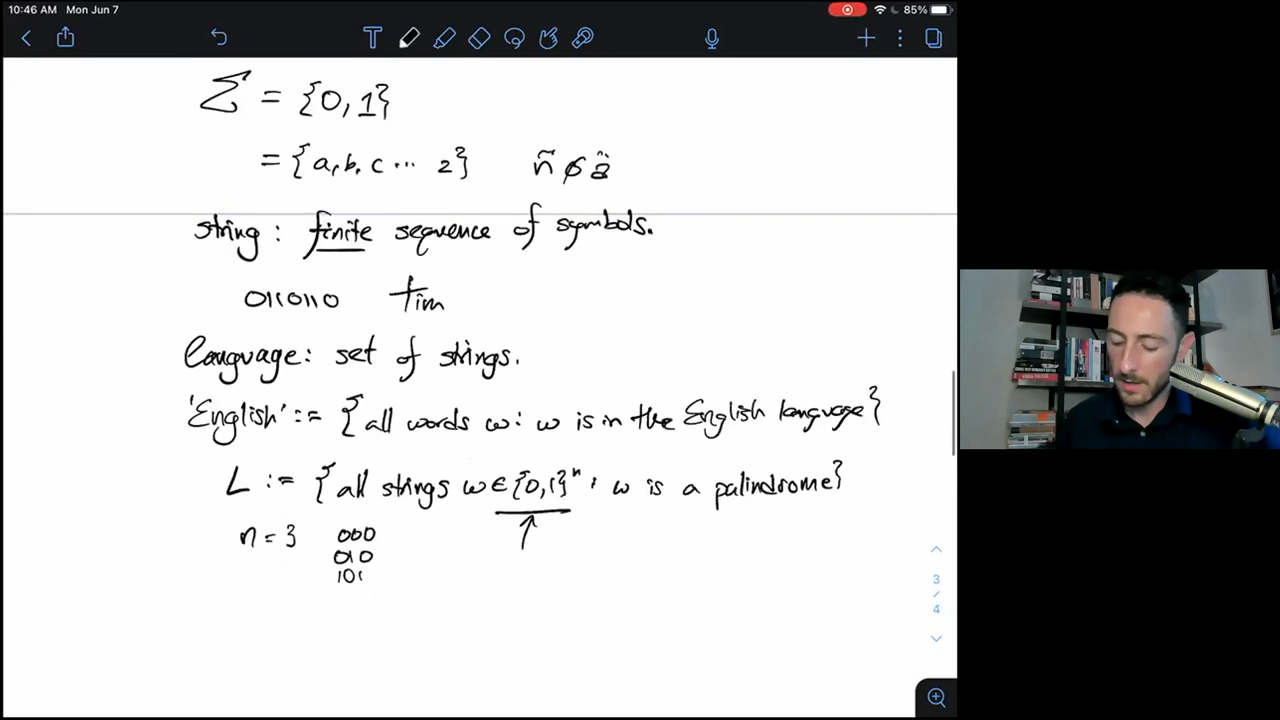 10:46 AM Mon Jun 7
85%
Σ = {0, 1}
= {a, b, c ... z}
string: finite sequence of symbols.
0110110 tim
language: set of strings.
'English' := {all words w: w is in the English language}
L := {all strings w ∈ {0,1}ⁿ: w is a palindrome}
↑
n = 3 000
010
101
3
/
4